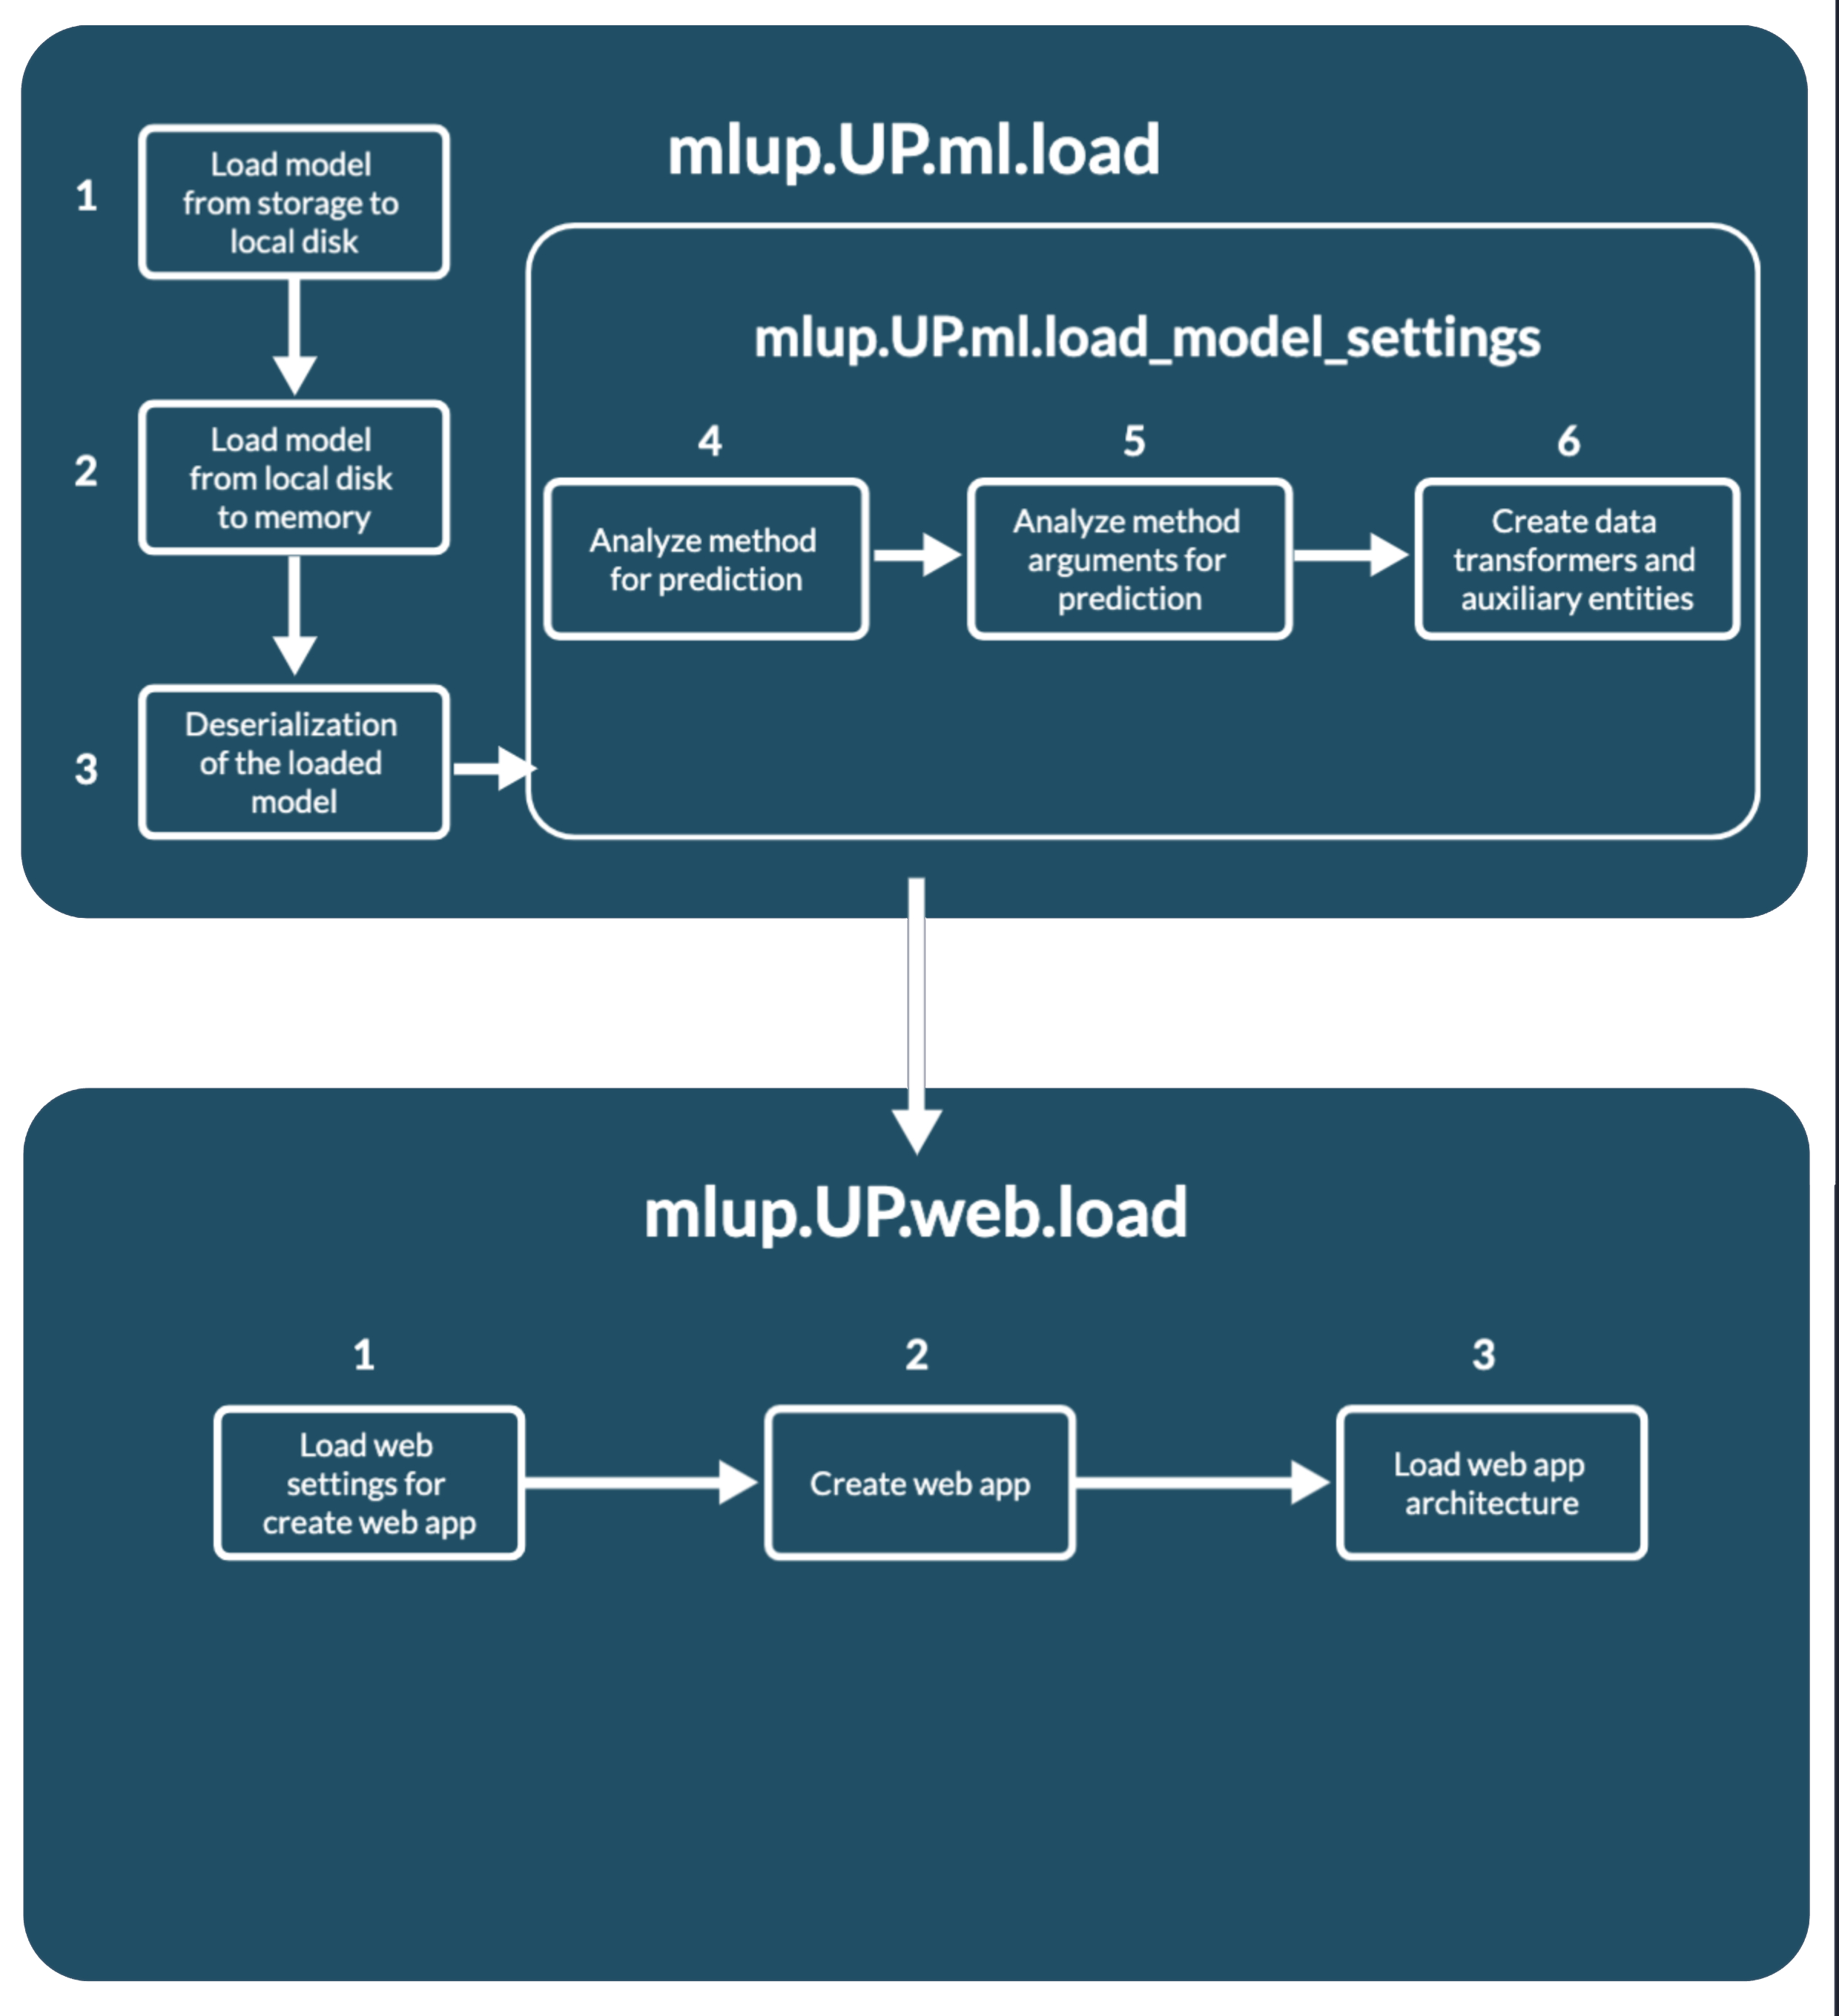 mlup.UP.ml.load
1
Load model
from storage to
local disk
2
Load model
from local disk
to memory
3
Deserialization
of the loaded
model
mlup.UP.ml.load_model_settings
4
Analyze method
for prediction
5
Analyze method
arguments for
prediction
6
Create data
transformers and
auxiliary entities
mlup.UP.web.load
1
Load web
settings for
create web app
2
Create web app
3
Load web app
architecture